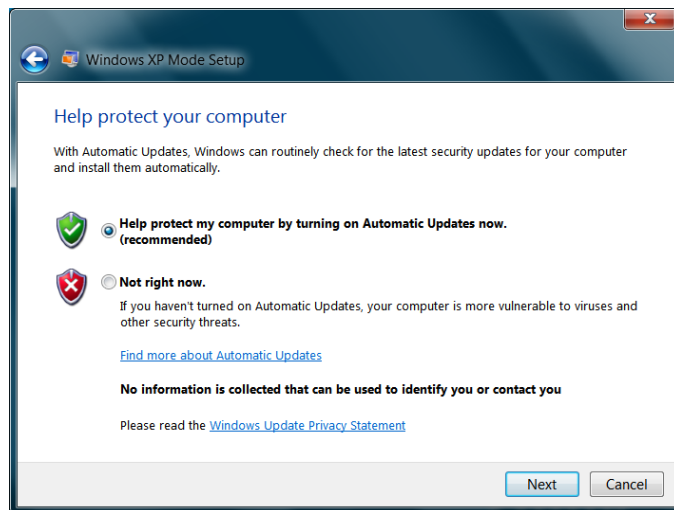 Windows XP Mode Setup
Help protect your computer
With Automatic Updates, Windows can routinely check for the latest security updates for your computer
and install them automatically.
Help protect my computer by turning on Automatic Updates now.
(recommended)
Not right now.
If you haven't turned on Automatic Updates, your computer is more vulnerable to viruses and
other security threats.
Find more about Automatic Updates
No information is collected that can be used to identify you or contact you
Please read the Windows Update Privacy Statement
Next Cancel